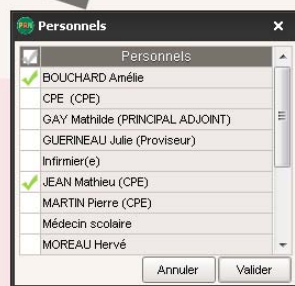 Personnels
Personnels
BOUCHARD Amélie
CPE (CPE)
GAY Mathilde (PRINCIPAL ADJOINT)
GUERINEAU Julie (Proviseur)
Infirmier(e)
JEAN Mathieu (CPE)
MARTIN Pierre (CPE)
Médecin scolaire
MOREAU Hervé
Annuler Valider